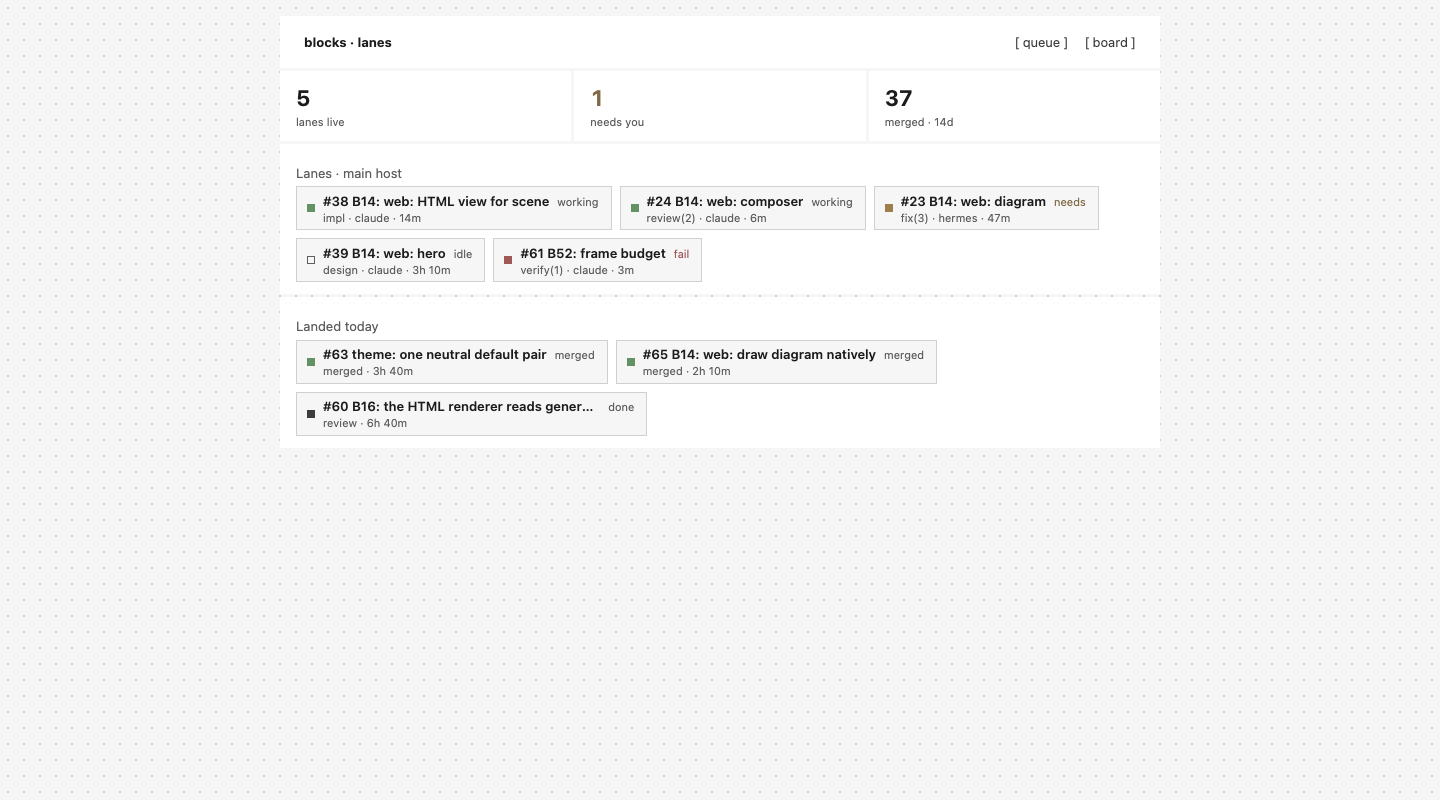 blocks · lanes
[ queue ] [ board ]
5
lanes live
1
needs you
37
merged · 14d
Lanes · main host
#38 B14: web: HTML view for scene working
impl · claude · 14m
#24 B14: web: composer working
review(2) · claude · 6m
#23 B14: web: diagram needs
fix(3) · hermes · 47m
#39 B14: web: hero idle
design · claude · 3h 10m
#61 B52: frame budget fail
verify(1) · claude · 3m
Landed today
#63 theme: one neutral default pair merged
merged · 3h 40m
#65 B14: web: draw diagram natively merged
merged · 2h 10m
#60 B16: the HTML renderer reads gener... done
review · 6h 40m